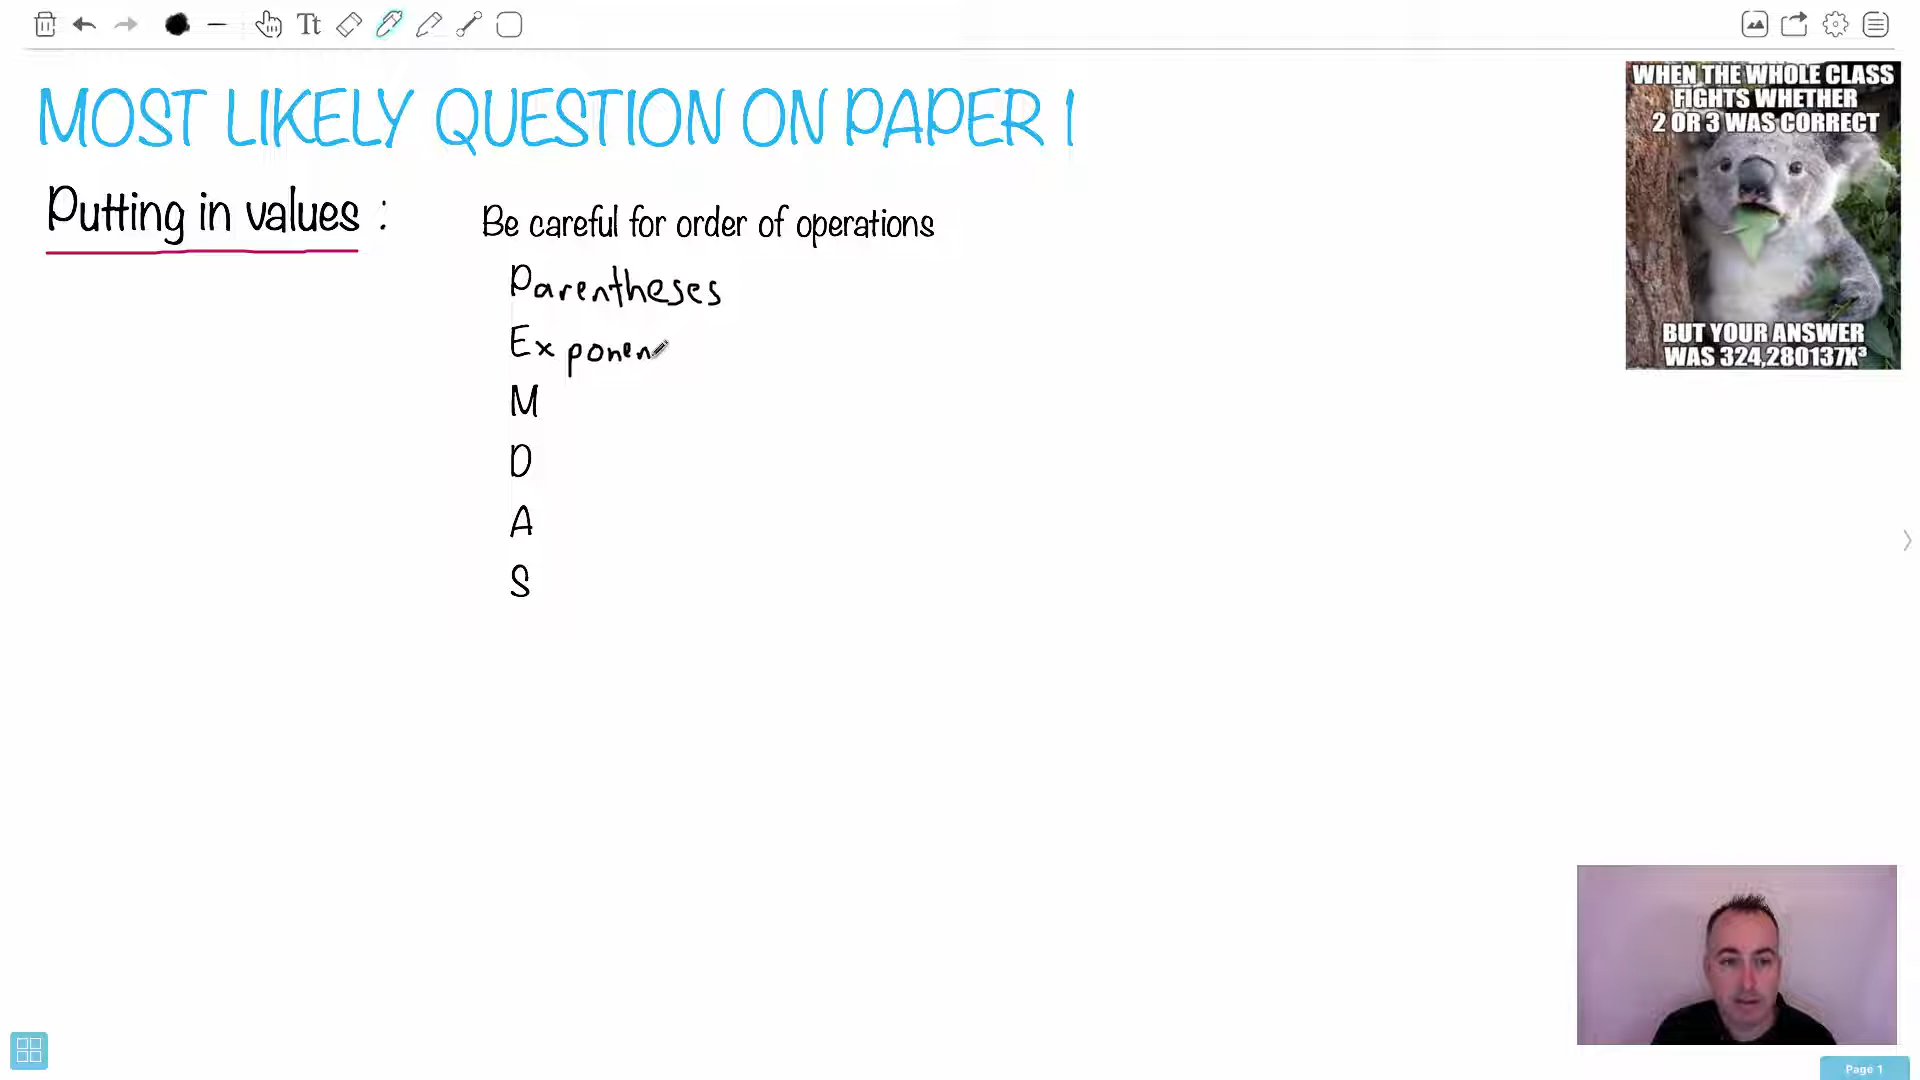 Tt
MOST LIKELY QUESTION ON PAPER 1
Putting in values :
Be careful for order of operations
Parentheses
Exponen
M
D
A
S
WHEN THE WHOLE CLASS
FIGHTS WHETHER
2 OR 3 WAS CORRECT
BUT YOUR ANSWER
WAS 324,280137X³
Page 1